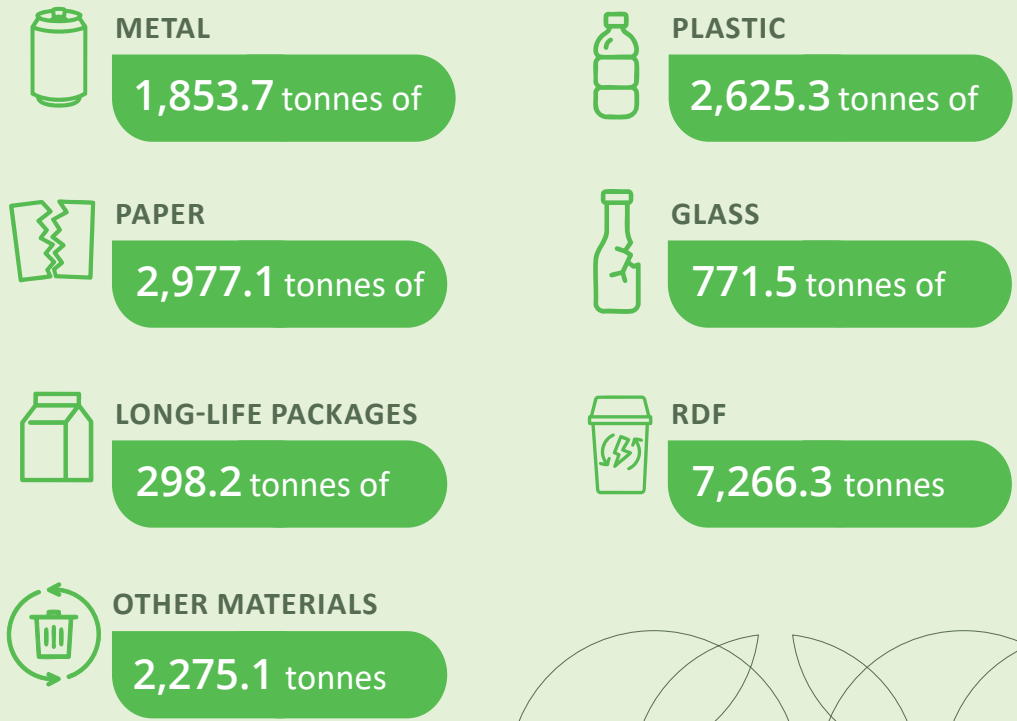 METAL
1,853.7 tonnes of
PLASTIC
2,625.3 tonnes of
PAPER
2,977.1 tonnes of
GLASS
771.5 tonnes of
LONG-LIFE PACKAGES
298.2 tonnes of
RDF
7,266.3 tonnes
OTHER MATERIALS
2,275.1 tonnes